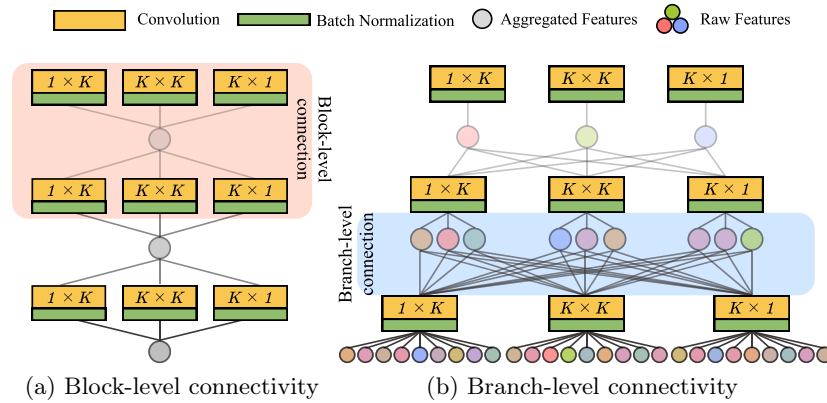 Convolution Batch Normalization Aggregated Features Raw Features
1 × K K × K K × 1
Block-level
connection
1 × K K × K K × 1
1 × K K × K K × 1
(a) Block-level connectivity
1 × K K × K K × 1
1 × K K × K K × 1
Branch-level
connection
1 × K K × K K × 1
(b) Branch-level connectivity